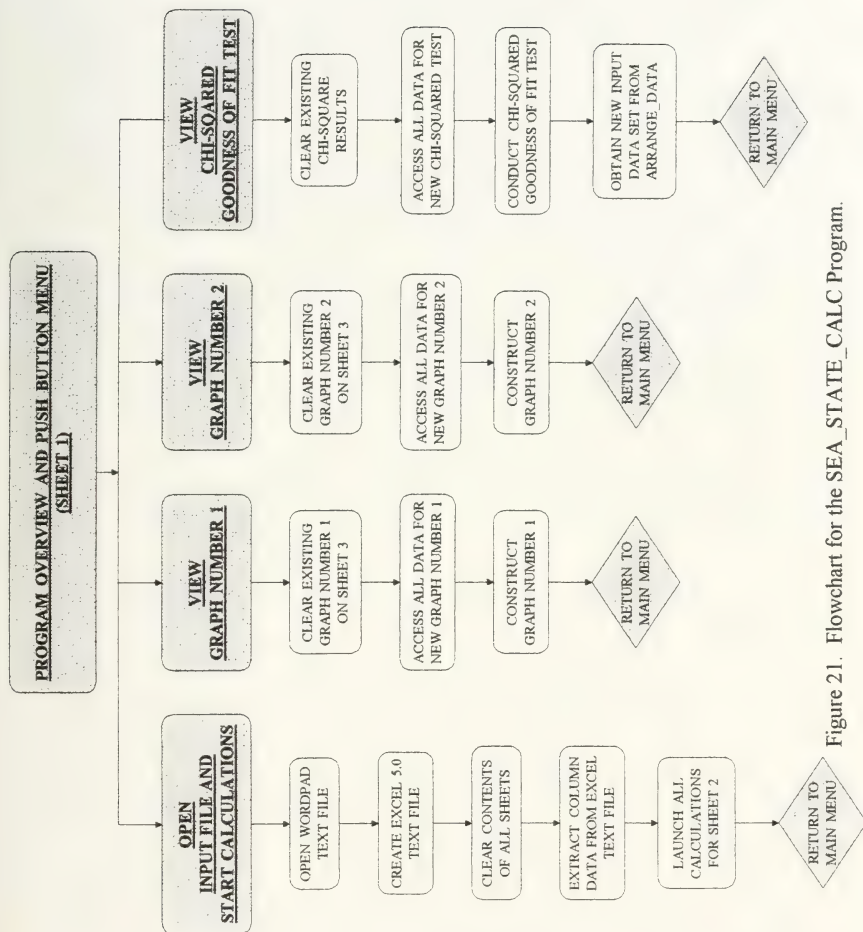 PROGRAM OVERVIEW AND PUSH BUTTON MENU
(SHEET 1)
OPEN
INPUT FILE AND
START CALCULATIONS
OPEN WORDPAD
TEXT FILE
CREATE EXCEL 5.0
TEXT FILE
CLEAR CONTENTS
OF ALL SHEETS
EXTRACT COLUMN
DATA FROM EXCEL
TEXT FILE
LAUNCH ALL
CALCULATIONS
FOR SHEET 2
RETURN TO
MAIN MENU
VIEW
GRAPH NUMBER 1
CLEAR EXISTING
GRAPH NUMBER 1
ON SHEET 3
ACCESS ALL DATA FOR
NEW GRAPH NUMBER 1
CONSTRUCT
GRAPH NUMBER 1
RETURN TO
MAIN MENU
VIEW
GRAPH NUMBER 2
CLEAR EXISTING
GRAPH NUMBER 2
ON SHEET 3
ACCESS ALL DATA FOR
NEW GRAPH NUMBER 2
CONSTRUCT
GRAPH NUMBER 2
RETURN TO
MAIN MENU
VIEW
CHI-SQARED
GOODNESS OF FIT TEST
CLEAR EXISTING
CHI-SQUARE
RESULTS
ACCESS ALL DATA FOR
NEW CHI-SQUARED TEST
CONDUCT CHI-SQUARED
GOODNESS OF FIT TEST
OBTAIN NEW INPUT
DATA SET FROM
ARRANGE_DATA
RETURN TO
MAIN MENU
Figure 21. Flowchart for the SEA_STATE_CALC Program.